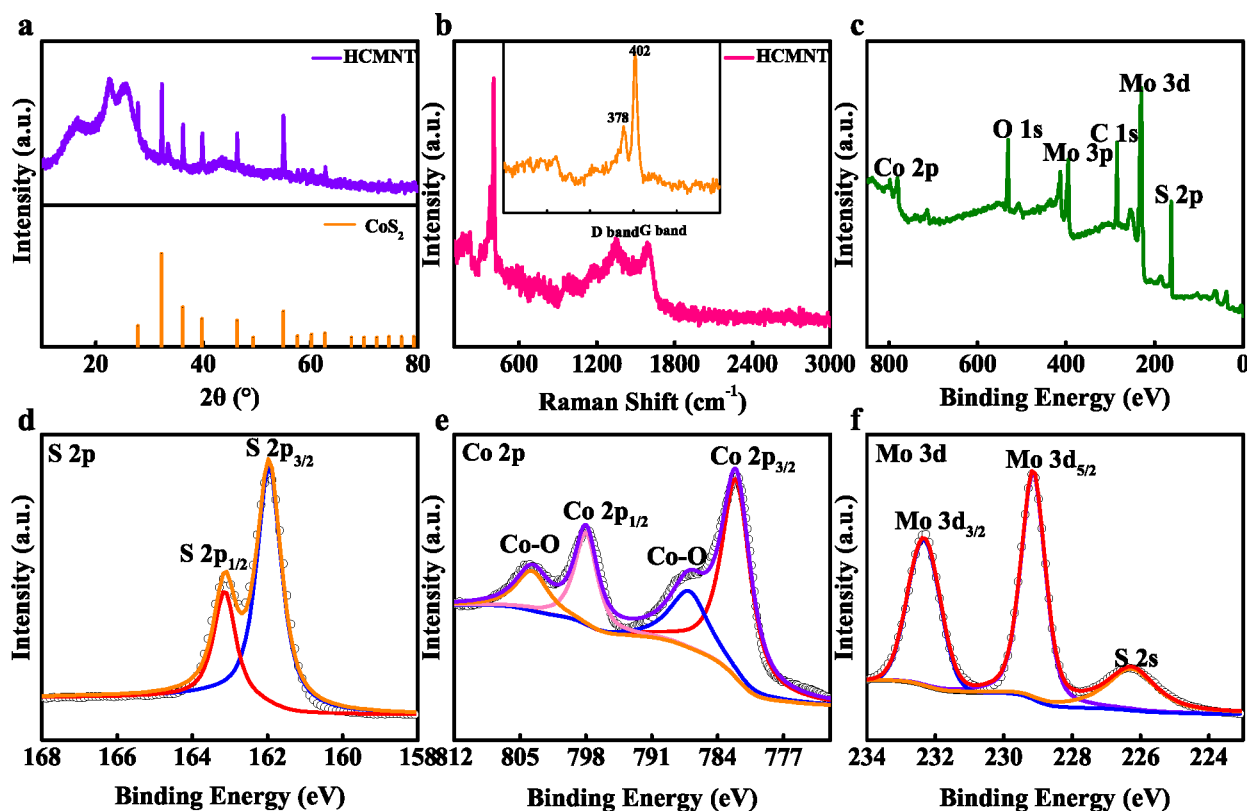 a
HCMNT
CoS2
Intensity (a.u.)
20 40 60 80
2θ (°)
b
HCMNT
402
378
D band G band
Intensity (a.u.)
600 1200 1800 2400 3000
Raman Shift (cm-1)
c
Mo 3d
O 1s
C 1s
Mo 3p
Co 2p
S 2p
Intensity (a.u.)
800 600 400 200 0
Binding Energy (eV)
d
S 2p
S 2p3/2
S 2p1/2
Intensity (a.u.)
168 166 164 162 160 158
Binding Energy (eV)
e
Co 2p
Co 2p3/2
Co 2p1/2
Co-O
Co-O
Intensity (a.u.)
812 805 798 791 784 777
Binding Energy (eV)
f
Mo 3d
Mo 3d5/2
Mo 3d3/2
S 2s
Intensity (a.u.)
234 232 230 228 226 224
Binding Energy (eV)